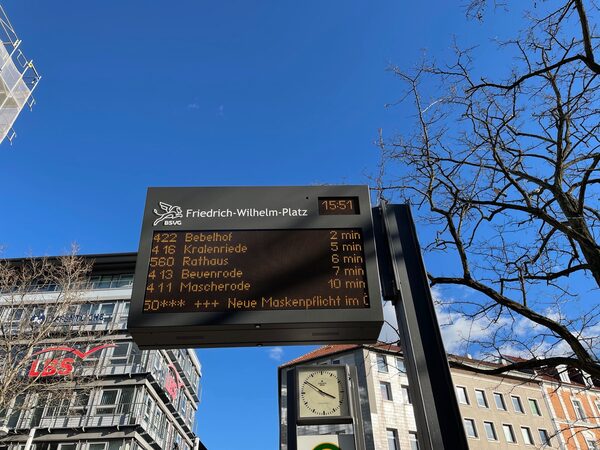 BSVG
Friedrich-Wilhelm-Platz
15:51
422 Bebelhof 2 min
416 Kralenriede 5 min
560 Rathaus 6 min
413 Bevenrode 7 min
411 Mascherode 10 min
50*** +++ Neue Maskenpflicht im Ö
LBS